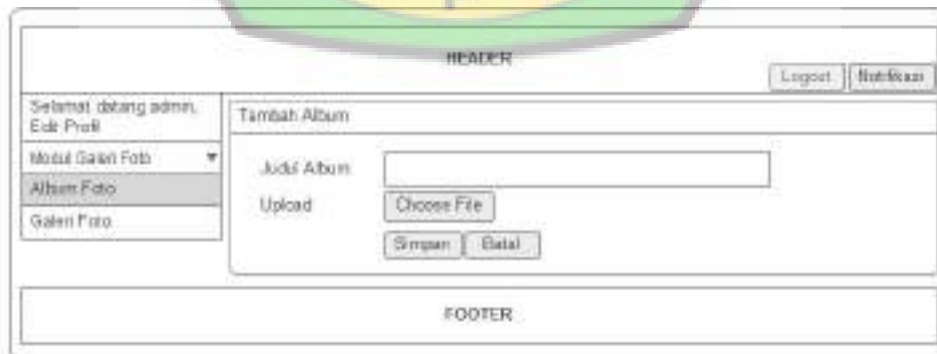 HEADER
Logout Notifikasi
Selamat datang admin,
Edit Profil
Modul Galeri Foto
Album Foto
Galeri Foto
Tambah Album
Judul Album
Upload Choose File
Simpan Batal
FOOTER